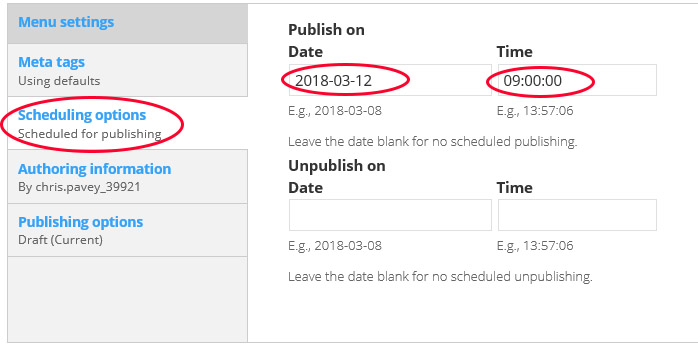 Menu settings
Meta tags
Using defaults
Scheduling options
Scheduled for publishing
Authoring information
By chris.pavey_39921
Publishing options
Draft (Current)
Publish on
Date Time
2018-03-12 09:00:00
E.g., 2018-03-08 E.g., 13:57:06
Leave the date blank for no scheduled publishing.
Unpublish on
Date Time
E.g., 2018-03-08 E.g., 13:57:06
Leave the date blank for no scheduled unpublishing.